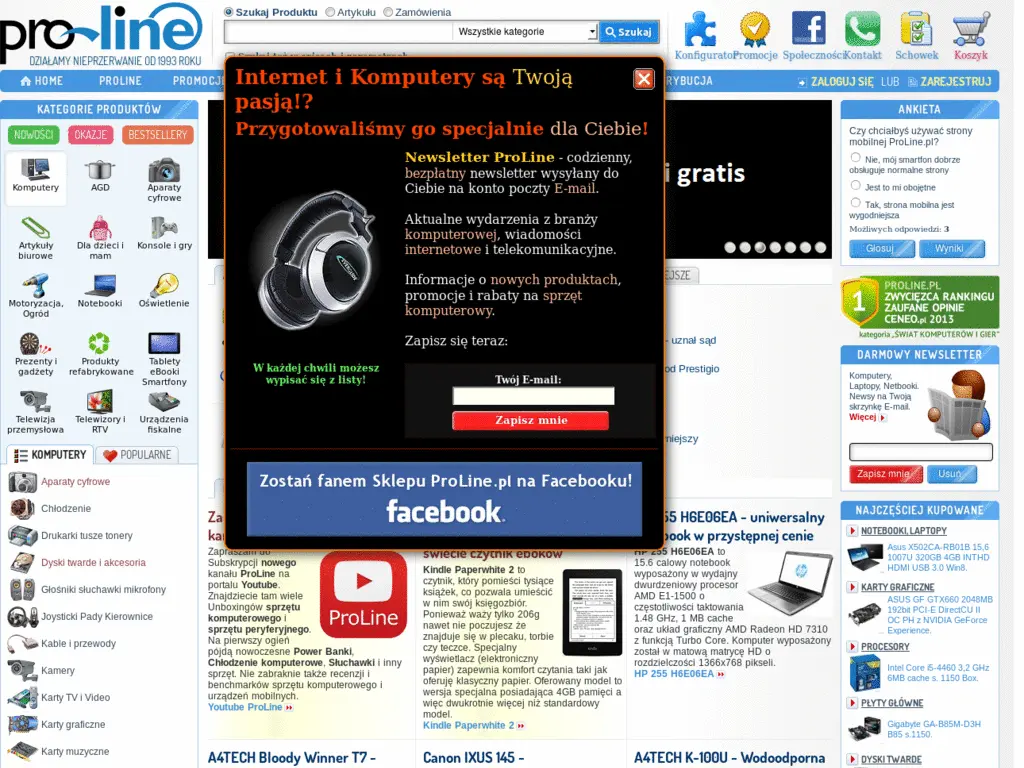 pro-line
DZIAŁAMY NIEPRZERWANIE OD 1993 ROKU
Szukaj Produktu
Artykułu
Zamówienia
Wszystkie kategorie
Szukaj
Konfigurator
Promocje
Społeczności
Kontakt
Schowek
Koszyk
HOME
PROLINE
ZALOGUJ SIĘ LUB ZAREJESTRUJ
KATEGORIE PRODUKTÓW
NOWOŚCI
OKAZJE
BESTSELLERY
Komputery
AGD
Aparaty
cyfrowe
Artykuły
biurowe
Dla dzieci i
mam
Konsole i gry
Motoryzacja,
Ogród
Notebooki
Oświetlenie
Prezenty i
gadżety
Produkty
refabrykowane
Tablety
eBooki
Smartfony
Telewizja
przemysłowa
Telewizory i
RTV
Urządzenia
fiskalne
KOMPUTERY
POPULARNE
Aparaty cyfrowe
Chłodzenie
Drukarki tusze tonery
Dyski twarde i akcesoria
Głośniki słuchawki mikrofony
Joysticki Pady Kierownice
Kable i przewody
Kamery
Karty TV i Video
Karty graficzne
Karty muzyczne
Internet i Komputery są Twoją
pasją!?
Przygotowaliśmy go specjalnie dla Ciebie!
Newsletter ProLine - codzienny,
bezpłatny newsletter wysyłany do
Ciebie na konto poczty E-mail.
Aktualne wydarzenia z branży
komputerowej, wiadomości
internetowe i telekomunikacyjne.
Informacje o nowych produktach,
promocje i rabaty na sprzęt
komputerowy.
Zapisz się teraz:
W każdej chwili możesz
wypisać się z listy!
Twój E-mail:
Zapisz mnie
Zostań fanem Sklepu ProLine.pl na Facebooku!
facebook
i gratis
- uznał sąd
od Prestigio
Zapraszam do
Subskrypcji nowego
kanału ProLine na
portalu Youtube.
Znajdziecie tam wiele
Unboxingów sprzętu
komputerowego i
sprzętu peryferyjnego.
Na pierwszy ogień
pójdą nowoczesne Power Banki,
Chłodzenie komputerowe, Słuchawki i inny
sprzęt. Nie zabraknie także recenzji i
benchmarków sprzętu komputerowego i
urządzeń mobilnych.
Youtube ProLine
ProLine
świecie czytnik ebooków
Kindle Paperwhite 2 to
czytnik, który pomieści tysiące
książek, co pozwala umieścić
w nim swój księgozbiór.
Ponieważ waży tylko 206g
nawet nie poczujesz że
znajduje się w plecaku, torbie
czy teczce. Specjalny
wyświetlacz (elektroniczny
papier) zapewnia komfort czytania taki jak
oferuję klasyczny papier. Oferowany model to
wersja specjalna posiadająca 4GB pamięci a
więc dwukrotnie więcej niż standardowy
model.
Kindle Paperwhite 2
H6E06EA - uniwersalny
w przystępnej cenie
HP 255 H6E06EA to
15.6 calowy notebook
wyposażony w wydajny
dwurdzeniowy procesor
AMD E1-1500 o
częstotliwości taktowania
1.48 GHz, 1 MB cache
oraz układ graficzny AMD Radeon HD 7310
z funkcją Turbo Core. Komputer wyposażony
został w matową matrycę HD o
rozdzielczości 1366x768 pikseli.
HP 255 H6E06EA
A4TECH Bloody Winner T7 -
Canon IXUS 145 -
A4TECH K-100U - Wodoodporna
ANKIETA
Czy chciałbyś używać strony
mobilnej ProLine.pl?
Nie, mój smartfon dobrze
obsługuje normalne strony
Jest to mi obojętne
Tak, strona mobilna jest
wygodniejsza
Możliwych odpowiedzi: 3
Głosuj
Wyniki
1
PROLINE.PL
ZWYCIĘZCA RANKINGU
ZAUFANE OPINIE
CENEO.pl 2013
kategoria „ŚWIAT KOMPUTERÓW I GIER”
DARMOWY NEWSLETTER
Komputery,
Laptopy, Netbooki.
Newsy na Twoją
skrzynkę E-mail.
Więcej
Zapisz mnie
Usuń
NAJCZĘŚCIEJ KUPOWANE
NOTEBOOKI, LAPTOPY
Asus X502CA-RB01B 15,6
1007U 320GB 4GB INTHD
HDMI USB 3.0 Win8.
KARTY GRAFICZNE
ASUS GF GTX660 2048MB
192bit PCI-E DirectCU II
OC PH z NVIDIA GeForce
Experience.
PROCESORY
Intel Core i5-4460 3,2 GHz
6MB cache s. 1150 Box.
PŁYTY GŁÓWNE
Gigabyte GA-B85M-D3H
B85 s.1150.
DYSKI TWARDE